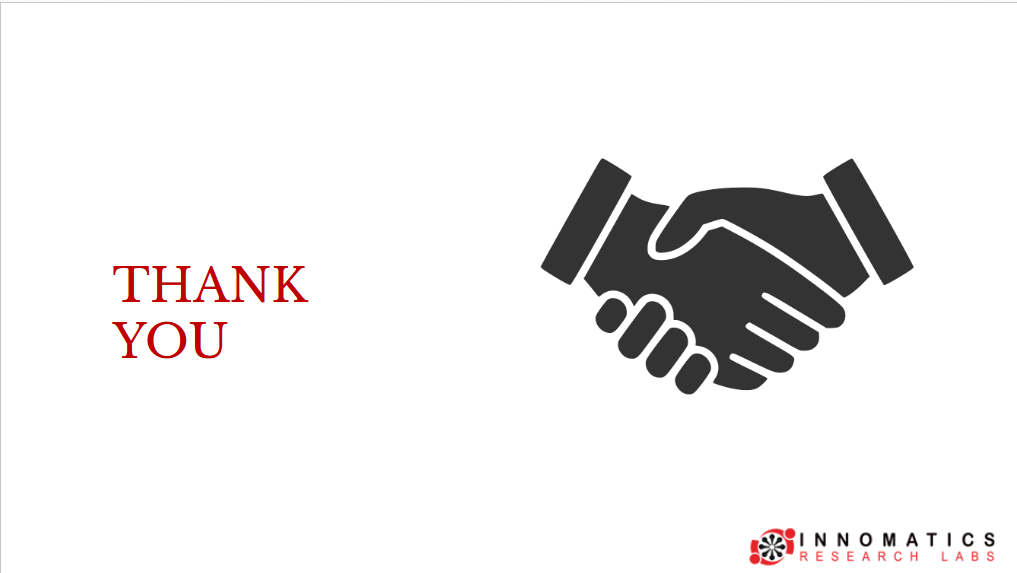 THANK
YOU
INNOMATICS
RESEARCH LABS